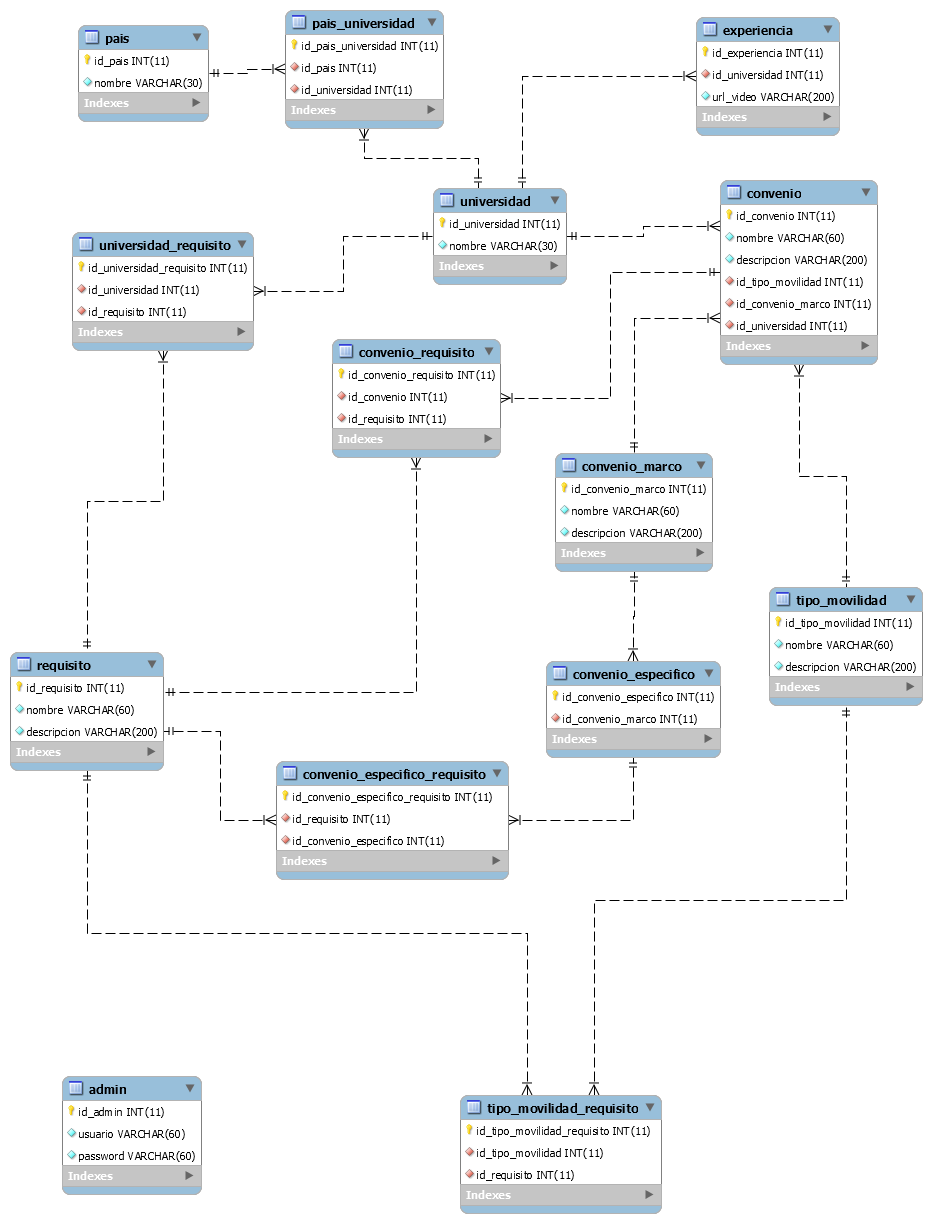 pais
id_pais INT(11)
nombre VARCHAR(30)
Indexes
pais_universidad
id_pais_universidad INT(11)
id_pais INT(11)
id_universidad INT(11)
Indexes
experiencia
id_experiencia INT(11)
id_universidad INT(11)
url_video VARCHAR(200)
Indexes
universidad
id_universidad INT(11)
nombre VARCHAR(30)
Indexes
convenio
id_convenio INT(11)
nombre VARCHAR(60)
descripcion VARCHAR(200)
id_tipo_movilidad INT(11)
id_convenio_marco INT(11)
id_universidad INT(11)
Indexes
universidad_requisito
id_universidad_requisito INT(11)
id_universidad INT(11)
id_requisito INT(11)
Indexes
convenio_requisito
id_convenio_requisito INT(11)
id_convenio INT(11)
id_requisito INT(11)
Indexes
convenio_marco
id_convenio_marco INT(11)
nombre VARCHAR(60)
descripcion VARCHAR(200)
Indexes
tipo_movilidad
id_tipo_movilidad INT(11)
nombre VARCHAR(60)
descripcion VARCHAR(200)
Indexes
requisito
id_requisito INT(11)
nombre VARCHAR(60)
descripcion VARCHAR(200)
Indexes
convenio_especifico
id_convenio_especifico INT(11)
id_convenio_marco INT(11)
Indexes
convenio_especifico_requisito
id_convenio_especifico_requisito INT(11)
id_requisito INT(11)
id_convenio_especifico INT(11)
Indexes
admin
id_admin INT(11)
usuario VARCHAR(60)
password VARCHAR(60)
Indexes
tipo_movilidad_requisito
id_tipo_movilidad_requisito INT(11)
id_tipo_movilidad INT(11)
id_requisito INT(11)
Indexes